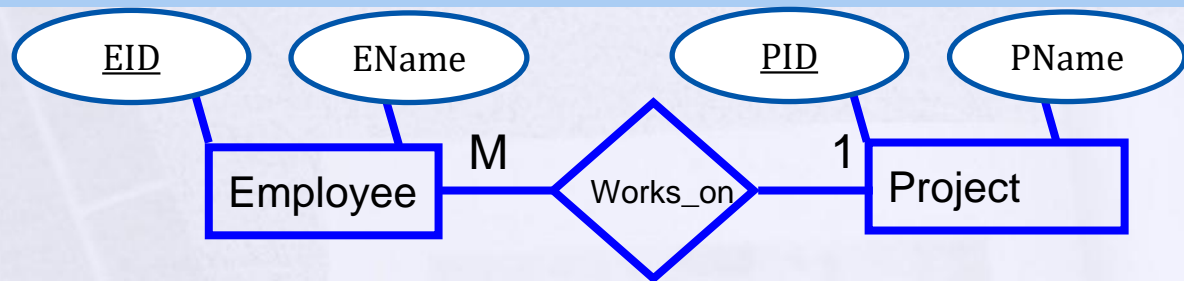 EID
EName
PID
PName
Employee
M
Works_on
1
Project